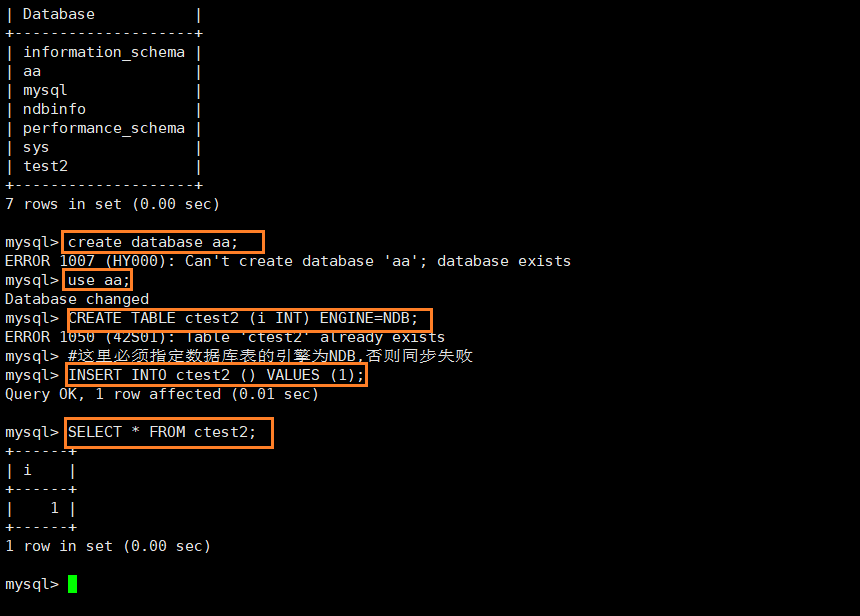 | Database           |
+--------------------+
| information_schema |
| aa                 |
| mysql              |
| ndbinfo            |
| performance_schema |
| sys                |
| test2              |
+--------------------+
7 rows in set (0.00 sec)
mysql> create database aa;
ERROR 1007 (HY000): Can't create database 'aa'; database exists
mysql> use aa;
Database changed
mysql> CREATE TABLE ctest2 (i INT) ENGINE=NDB;
ERROR 1050 (42S01): Table 'ctest2' already exists
mysql> #这里必须指定数据库表的引擎为NDB,否则同步失败
mysql> INSERT INTO ctest2 () VALUES (1);
Query OK, 1 row affected (0.01 sec)
mysql> SELECT * FROM ctest2;
+------+
| i    |
+------+
|    1 |
+------+
1 row in set (0.00 sec)
mysql>